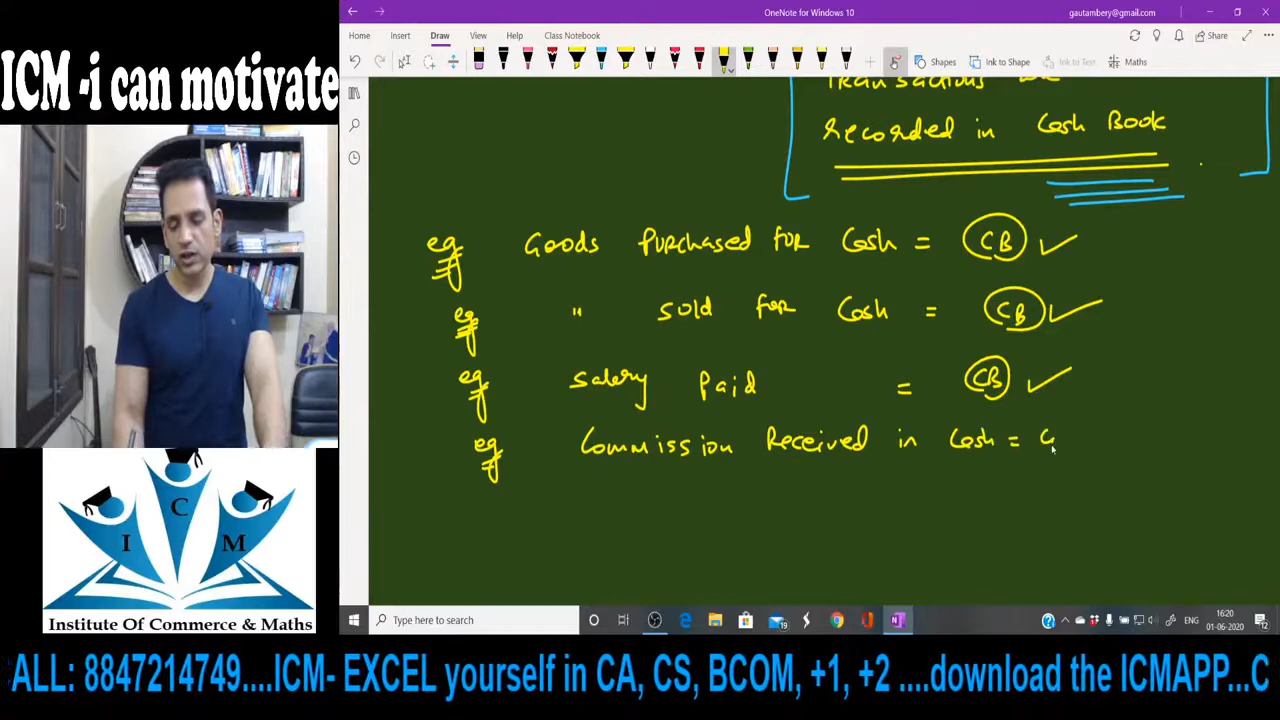 OneNote for Windows 10
gautambery@gmail.com
ICM -i can motivate
Home Insert Draw View Help Class Notebook
Share
Shapes Ink to Shape Ink to Text Maths
Transactions are
recorded in Cash Book
eg Goods Purchased for Cash = CB ✓
eg " sold for Cash = CB ✓
eg Salary Paid = CB ✓
eg Commission Received in Cash = C
I C M
Institute Of Commerce & Maths
Type here to search
19
ENG
16:20
01-06-2020
12
ALL: 8847214749....ICM- EXCEL yourself in CA, CS, BCOM, +1, +2 ....download the ICMAPP...C